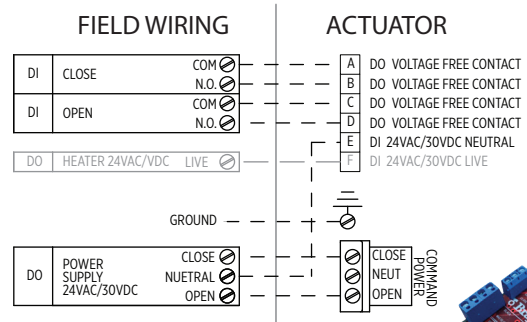 FIELD WIRING
ACTUATOR
DI CLOSE COM N.O.
DI OPEN COM N.O.
DO HEATER 24VAC/VDC LIVE
A DO VOLTAGE FREE CONTACT
B DO VOLTAGE FREE CONTACT
C DO VOLTAGE FREE CONTACT
D DO VOLTAGE FREE CONTACT
E DI 24VAC/30VDC NEUTRAL
F DI 24VAC/30VDC LIVE
GROUND
DO
POWER
SUPPLY
24VAC/30VDC
CLOSE
NUETRAL
OPEN
CLOSE
NEUT
OPEN
COMMAND
POWER